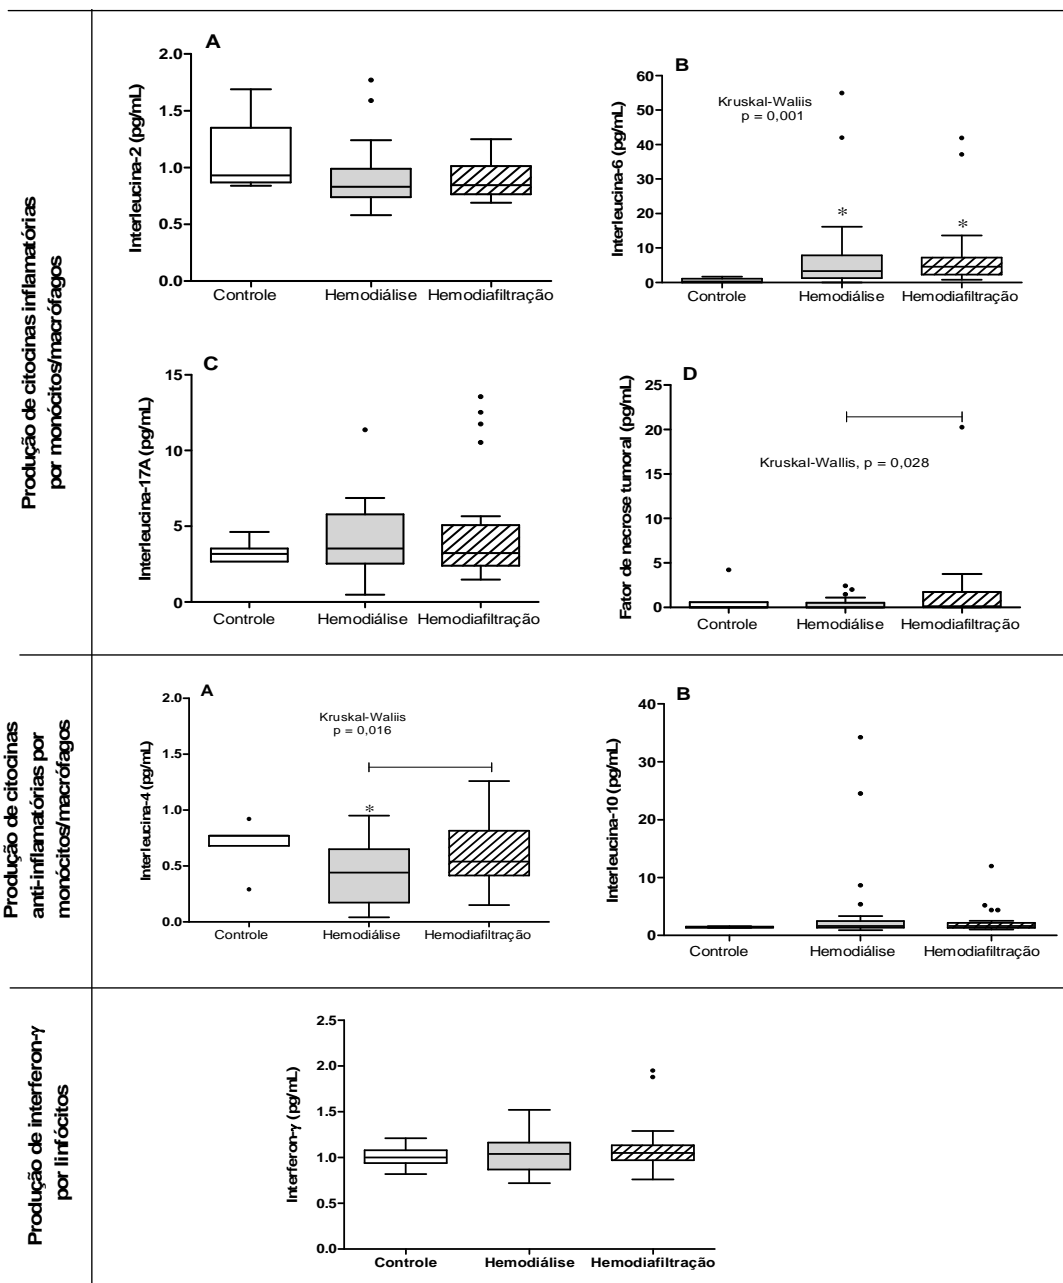 Produção de citocinas inflamatórias
por monócitos/macrófagos
A
Interleucina-2 (pg/mL)
2.0
1.5
1.0
0.5
0.0
Controle
Hemodiálise
Hemodiafiltração
B
Interleucina-6 (pg/mL)
60
50
40
30
20
10
0
Kruskal-Waliis
p = 0,001
*
*
Controle
Hemodiálise
Hemodiafiltração
C
Interleucina-17A (pg/mL)
15
10
5
0
Controle
Hemodiálise
Hemodiafiltração
D
Fator de necrose tumoral (pg/mL)
25
20
15
10
5
0
Kruskal-Wallis, p = 0,028
Controle
Hemodiálise
Hemodiafiltração
Produção de citocinas
anti-inflamatórias por
monócitos/macrófagos
A
Interleucina-4 (pg/mL)
2.0
1.5
1.0
0.5
0.0
Kruskal-Waliis
p = 0,016
*
Controle
Hemodiálise
Hemodiafiltração
B
Interleucina-10 (pg/mL)
40
30
20
10
0
Controle
Hemodiálise
Hemodiafiltração
Produção de interferon-γ
por linfócitos
Interferon-γ (pg/mL)
2.5
2.0
1.5
1.0
0.5
0.0
Controle
Hemodiálise
Hemodiafiltração